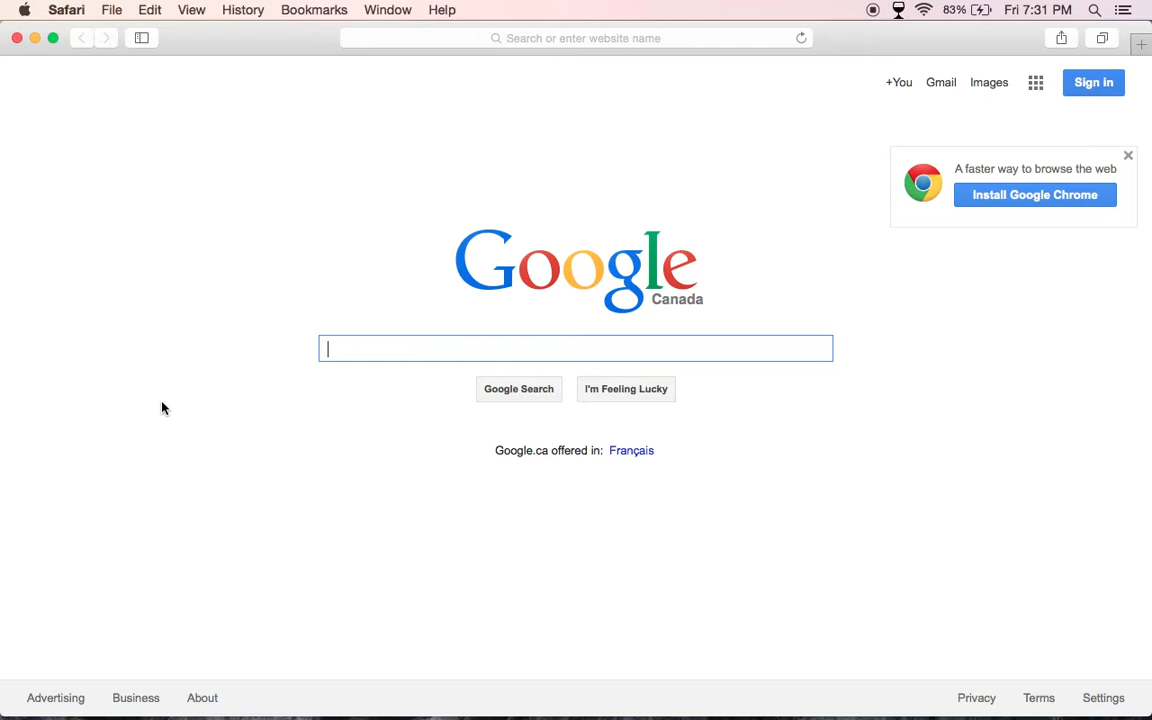 Safari File Edit View History Bookmarks Window Help 83% Fri 7:31 PM
Search or enter website name
+You Gmail Images Sign in
A faster way to browse the web
Install Google Chrome
Google
Canada
Google Search I'm Feeling Lucky
Google.ca offered in: Français
Advertising Business About Privacy Terms Settings